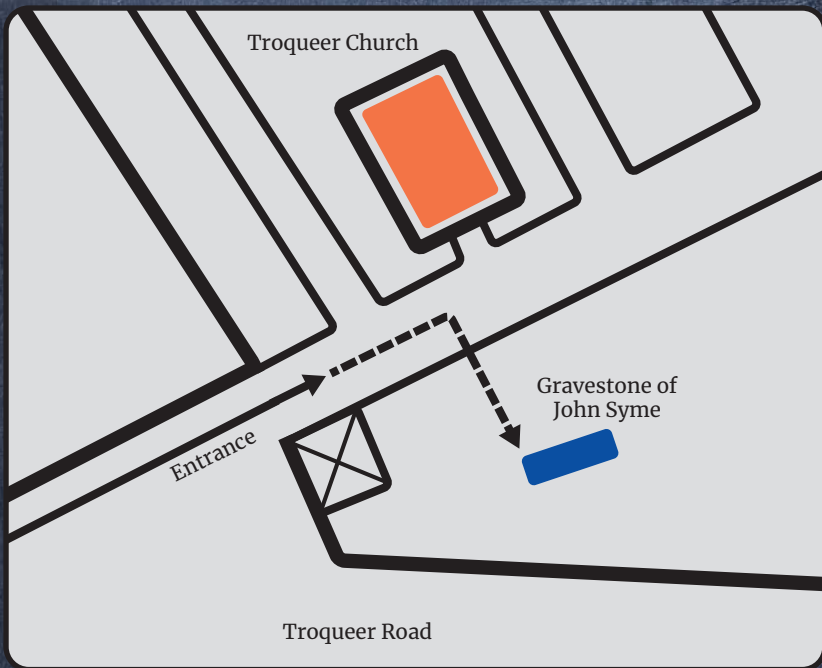 Troqueer Church
Gravestone of
John Syme
Entrance
Troqueer Road